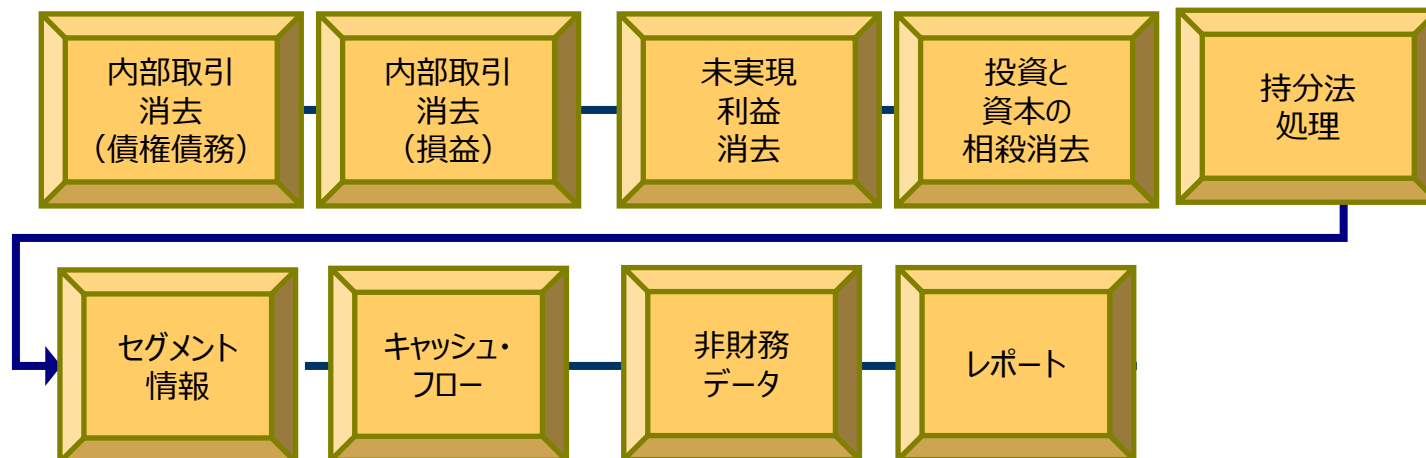 内部取引
消去
（債権債務）
内部取引
消去
（損益）
未実現
利益
消去
投資と
資本の
相殺消去
持分法
処理
セグメント
情報
キャッシュ・
フロー
非財務
データ
レポート